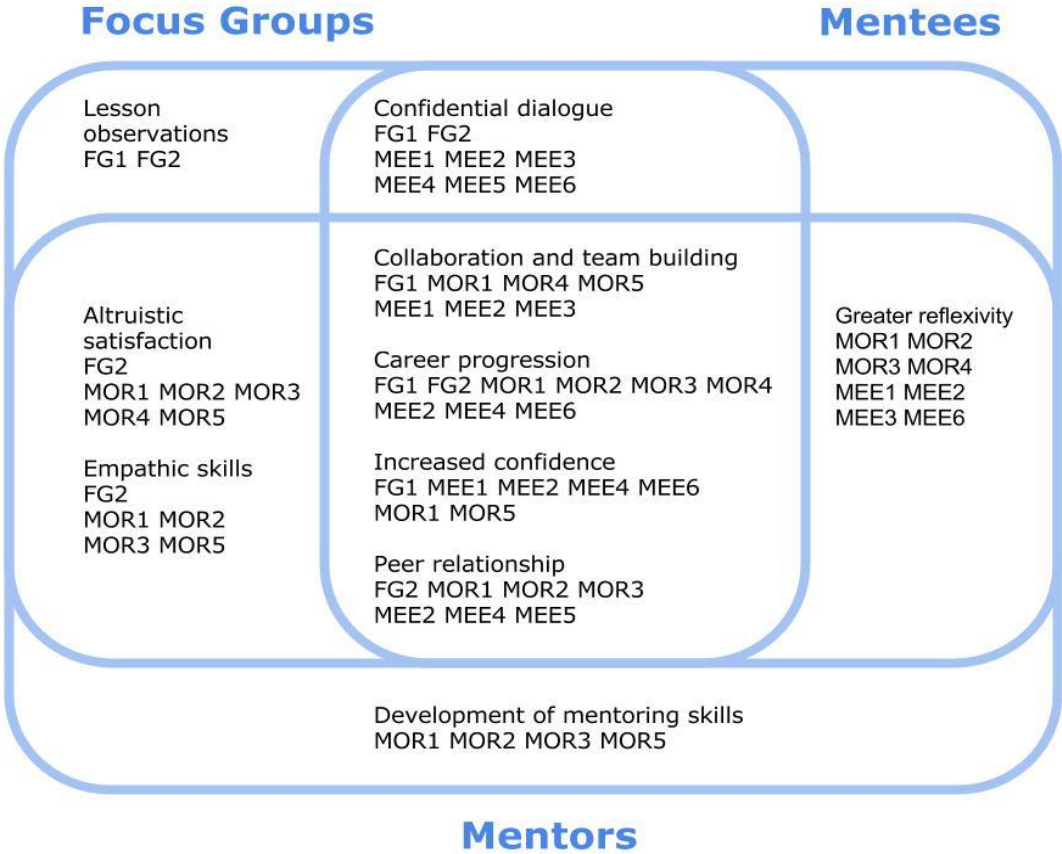 Focus Groups
Mentees
Lesson
observations
FG1 FG2
Confidential dialogue
FG1 FG2
MEE1 MEE2 MEE3
MEE4 MEE5 MEE6
Altruistic
satisfaction
FG2
MOR1 MOR2 MOR3
MOR4 MOR5
Empathic skills
FG2
MOR1 MOR2
MOR3 MOR5
Collaboration and team building
FG1 MOR1 MOR4 MOR5
MEE1 MEE2 MEE3
Career progression
FG1 FG2 MOR1 MOR2 MOR3 MOR4
MEE2 MEE4 MEE6
Increased confidence
FG1 MEE1 MEE2 MEE4 MEE6
MOR1 MOR5
Peer relationship
FG2 MOR1 MOR2 MOR3
MEE2 MEE4 MEE5
Greater reflexivity
MOR1 MOR2
MOR3 MOR4
MEE1 MEE2
MEE3 MEE6
Development of mentoring skills
MOR1 MOR2 MOR3 MOR5
Mentors